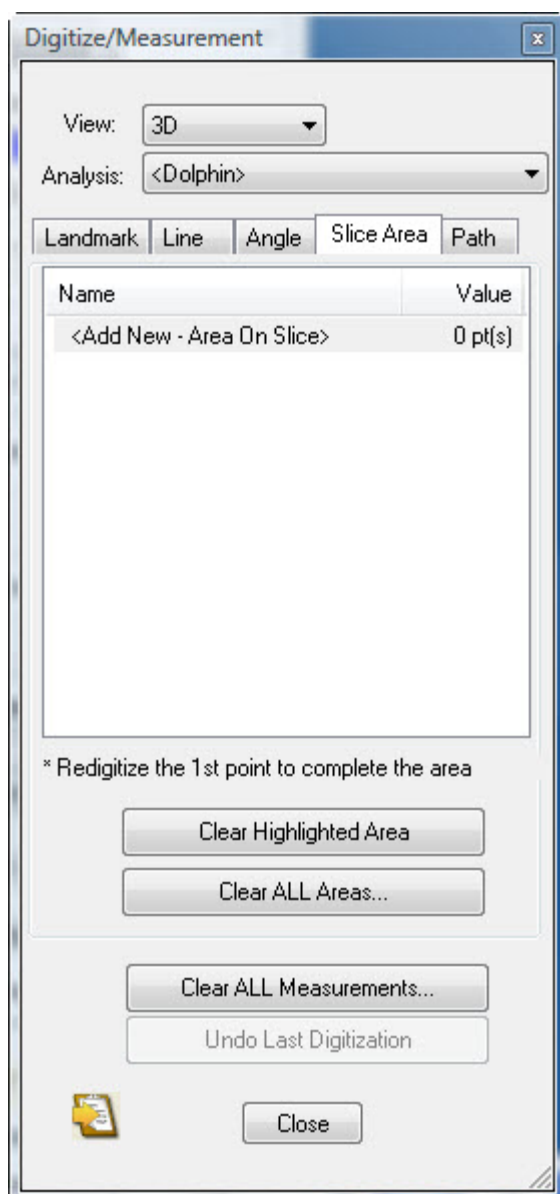 Digitize/Measurement
View: 3D
Analysis: <Dolphin>
Landmark Line Angle Slice Area Path
Name Value
<Add New - Area On Slice> 0 pt(s)
* Redigitize the 1st point to complete the area
Clear Highlighted Area
Clear ALL Areas...
Clear ALL Measurements...
Undo Last Digitization
Close